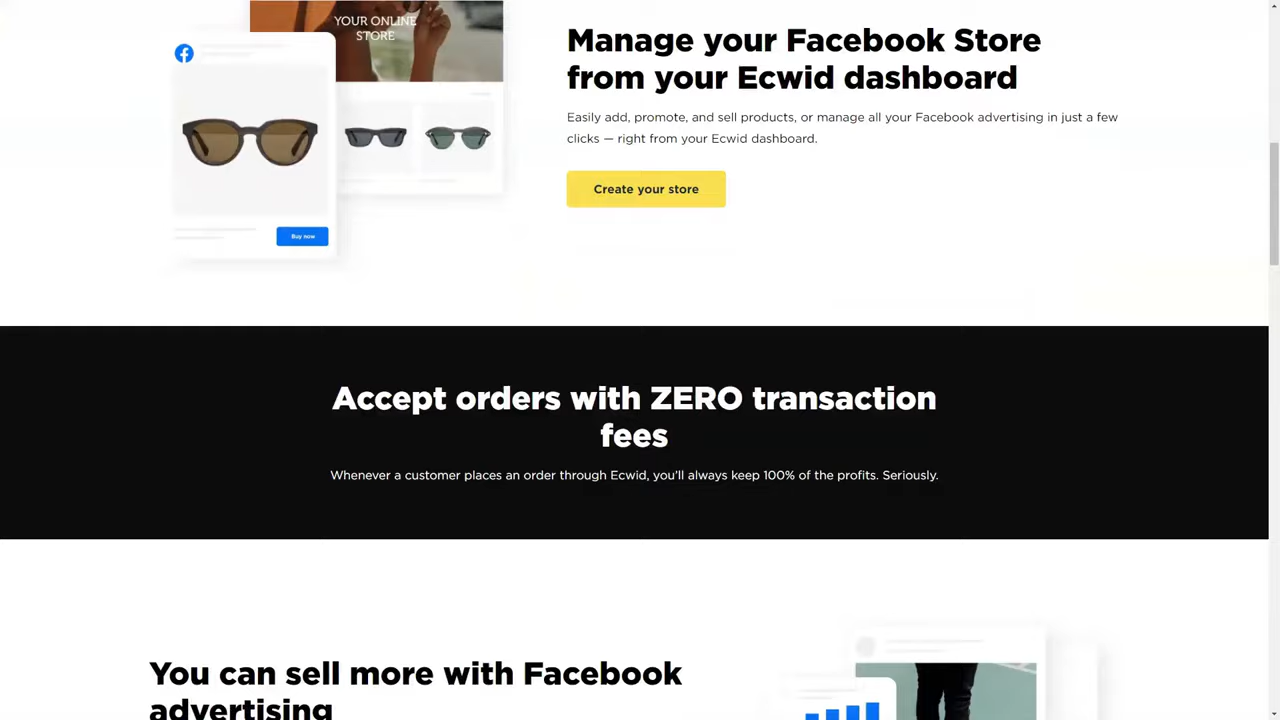 YOUR ONLINE
STORE
Manage your Facebook Store
from your Ecwid dashboard
Easily add, promote, and sell products, or manage all your Facebook advertising in just a few
clicks — right from your Ecwid dashboard.
Create your store
Buy now
Accept orders with ZERO transaction
fees
Whenever a customer places an order through Ecwid, you'll always keep 100% of the profits. Seriously.
You can sell more with Facebook
advertising